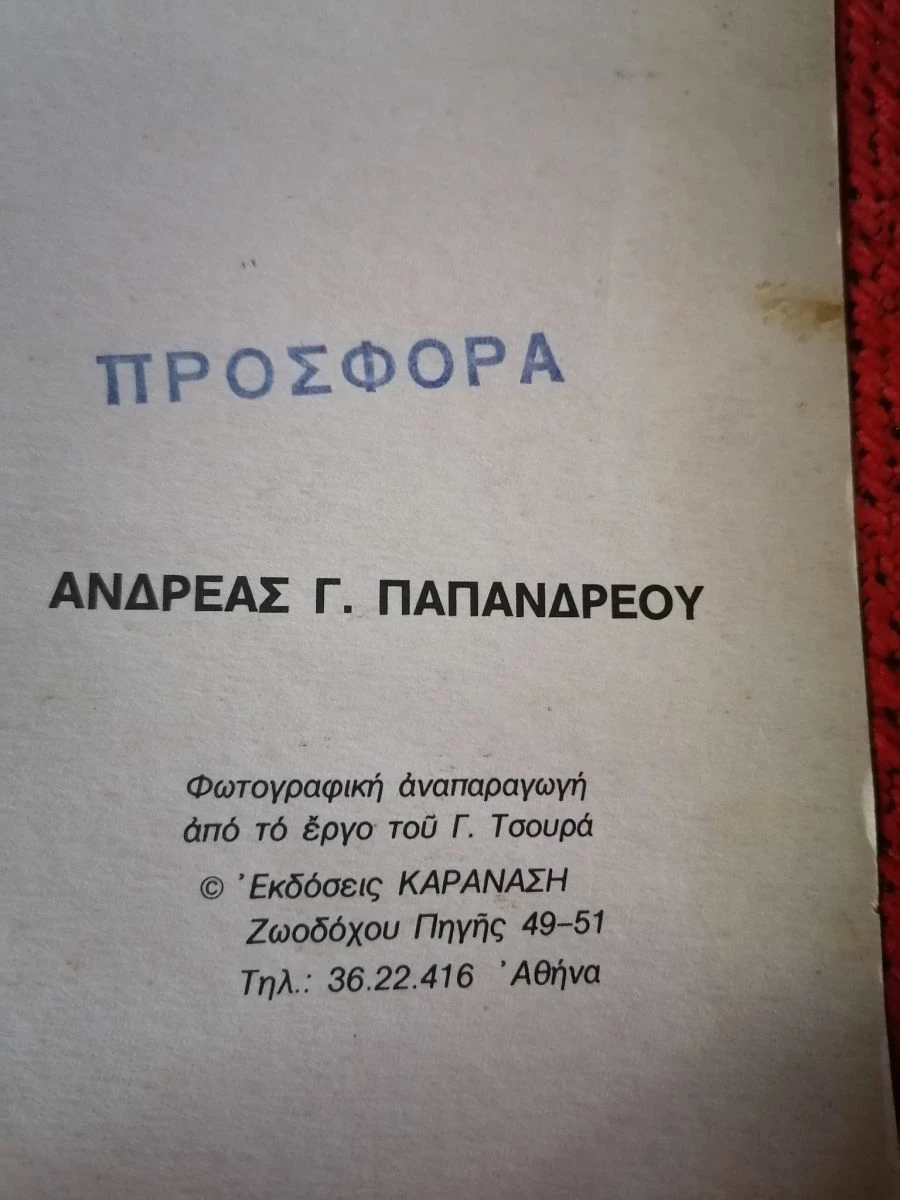 ΠΡΟΣΦΟΡΑ
ΑΝΔΡΕΑΣ Γ. ΠΑΠΑΝΔΡΕΟΥ
Φωτογραφική ἀναπαραγωγή
ἀπό τό ἔργο τοῦ Γ. Τσουρά
© Ἐκδόσεις ΚΑΡΑΝΑΣΗ
Ζωοδόχου Πηγῆς 49–51
Τηλ.: 36.22.416 Ἀθήνα